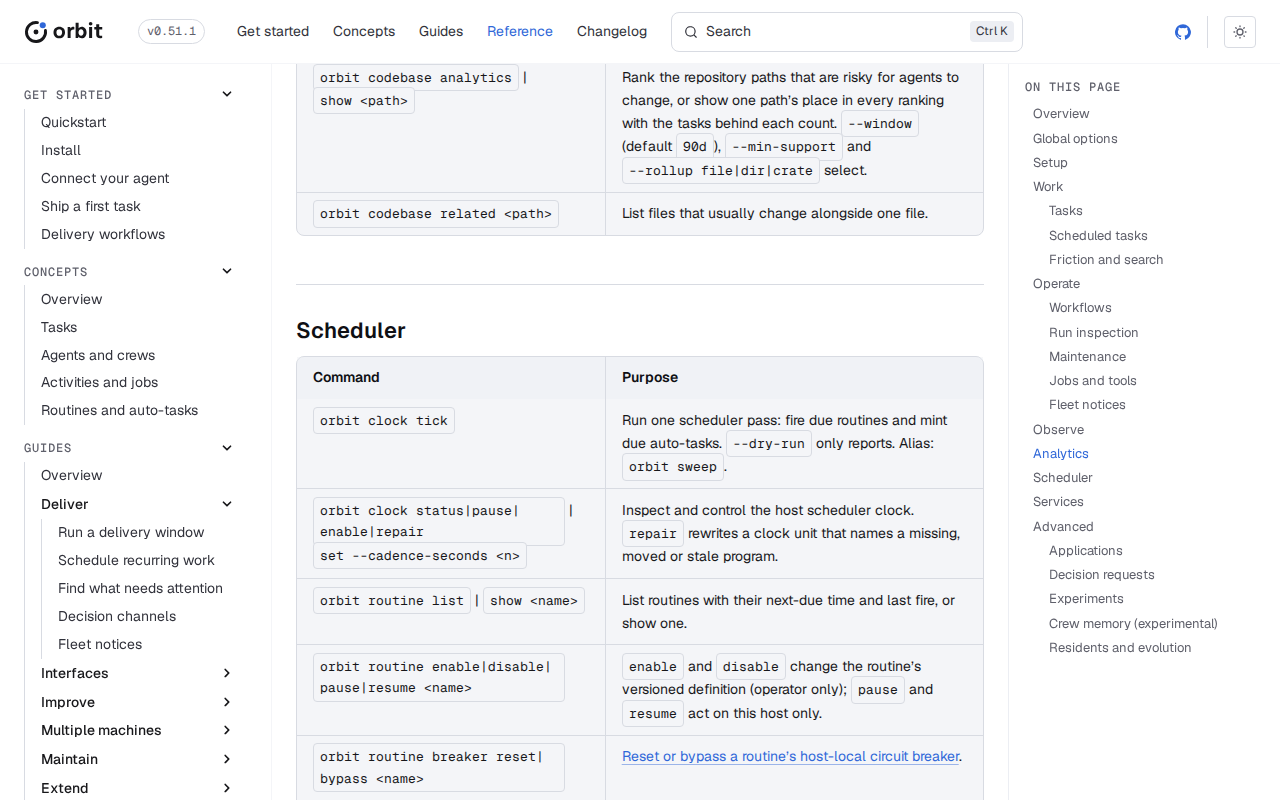 orbit
v0.51.1
Get started
Concepts
Guides
Reference
Changelog
Search
Ctrl K
GET STARTED
Quickstart
Install
Connect your agent
Ship a first task
Delivery workflows
CONCEPTS
Overview
Tasks
Agents and crews
Activities and jobs
Routines and auto-tasks
GUIDES
Overview
Deliver
Run a delivery window
Schedule recurring work
Find what needs attention
Decision channels
Fleet notices
Interfaces
Improve
Multiple machines
Maintain
Extend
orbit codebase analytics |
show <path>
Rank the repository paths that are risky for agents to
change, or show one path's place in every ranking
with the tasks behind each count. --window
(default 90d), --min-support and
--rollup file|dir|crate select.
orbit codebase related <path>
List files that usually change alongside one file.
Scheduler
Command
Purpose
orbit clock tick
Run one scheduler pass: fire due routines and mint
due auto-tasks. --dry-run only reports. Alias:
orbit sweep.
orbit clock status|pause| |
enable|repair
set --cadence-seconds <n>
Inspect and control the host scheduler clock.
repair rewrites a clock unit that names a missing,
moved or stale program.
orbit routine list | show <name>
List routines with their next-due time and last fire, or
show one.
orbit routine enable|disable|
pause|resume <name>
enable and disable change the routine's
versioned definition (operator only); pause and
resume act on this host only.
orbit routine breaker reset|
bypass <name>
Reset or bypass a routine's host-local circuit breaker.
ON THIS PAGE
Overview
Global options
Setup
Work
Tasks
Scheduled tasks
Friction and search
Operate
Workflows
Run inspection
Maintenance
Jobs and tools
Fleet notices
Observe
Analytics
Scheduler
Services
Advanced
Applications
Decision requests
Experiments
Crew memory (experimental)
Residents and evolution